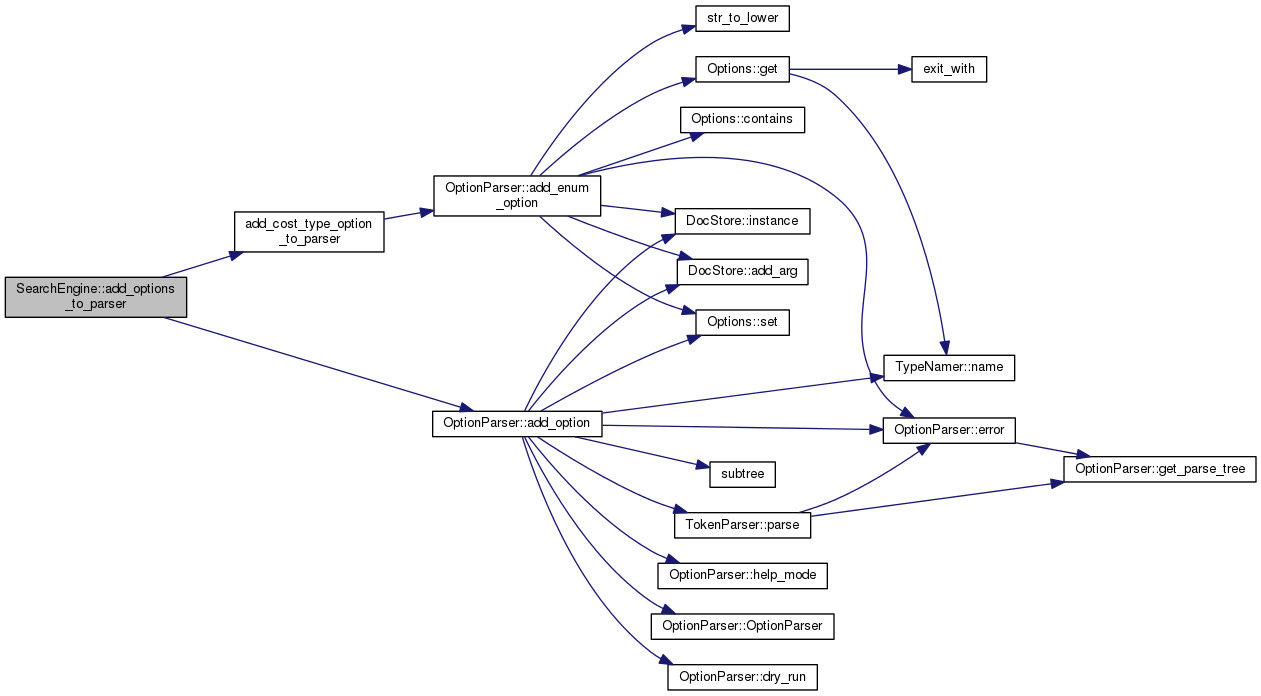 str_to_lower
Options::get
exit_with
Options::contains
OptionParser::add_enum
_option
DocStore::instance
add_cost_type_option
_to_parser
DocStore::add_arg
SearchEngine::add_options
_to_parser
Options::set
TypeNamer::name
OptionParser::add_option
OptionParser::error
subtree
OptionParser::get_parse_tree
TokenParser::parse
OptionParser::help_mode
OptionParser::OptionParser
OptionParser::dry_run